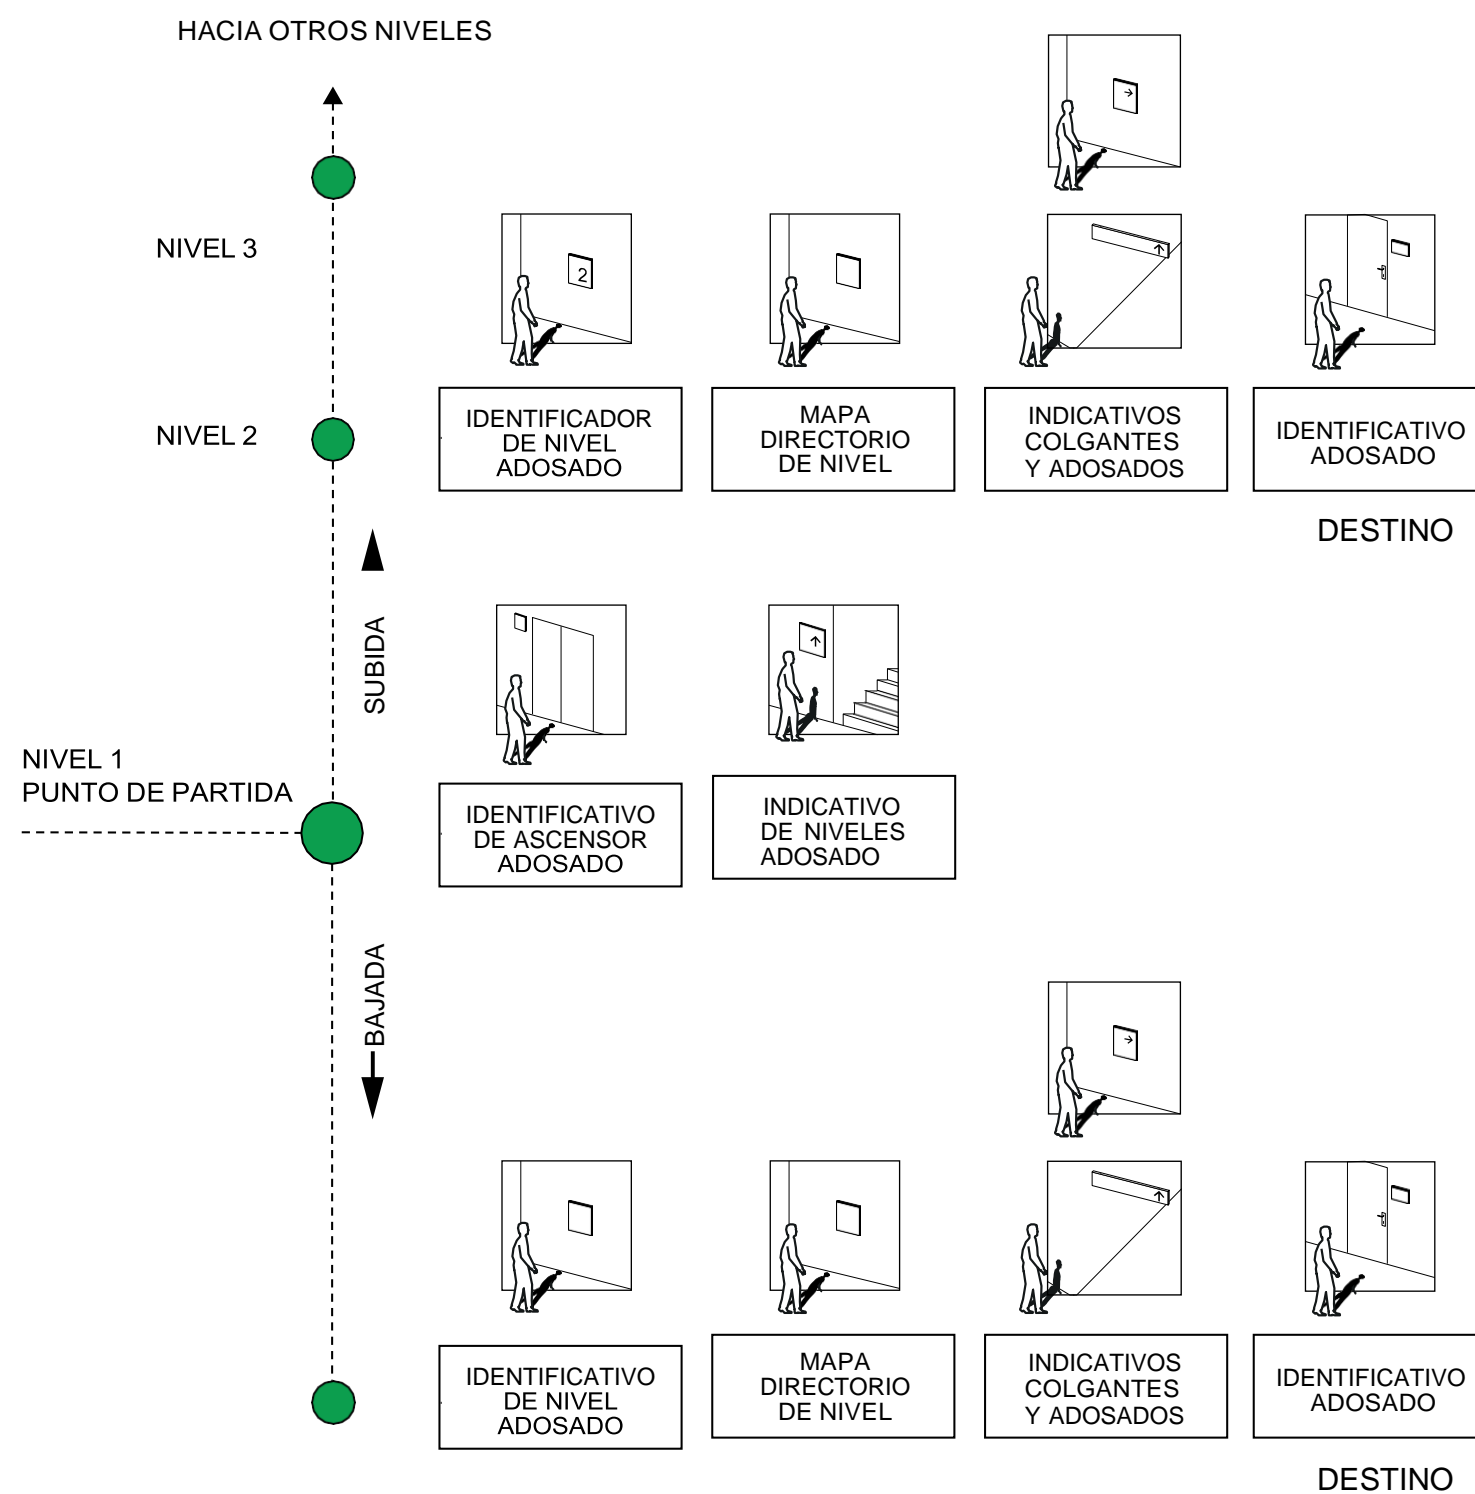 HACIA OTROS NIVELES
NIVEL 3
2
NIVEL 2
IDENTIFICADOR
DE NIVEL
ADOSADO
MAPA
DIRECTORIO
DE NIVEL
INDICATIVOS
COLGANTES
Y ADOSADOS
IDENTIFICATIVO
ADOSADO
DESTINO
SUBIDA
NIVEL 1
PUNTO DE PARTIDA
IDENTIFICATIVO
DE ASCENSOR
ADOSADO
INDICATIVO
DE NIVELES
ADOSADO
BAJADA
IDENTIFICATIVO
DE NIVEL
ADOSADO
MAPA
DIRECTORIO
DE NIVEL
INDICATIVOS
COLGANTES
Y ADOSADOS
IDENTIFICATIVO
ADOSADO
DESTINO